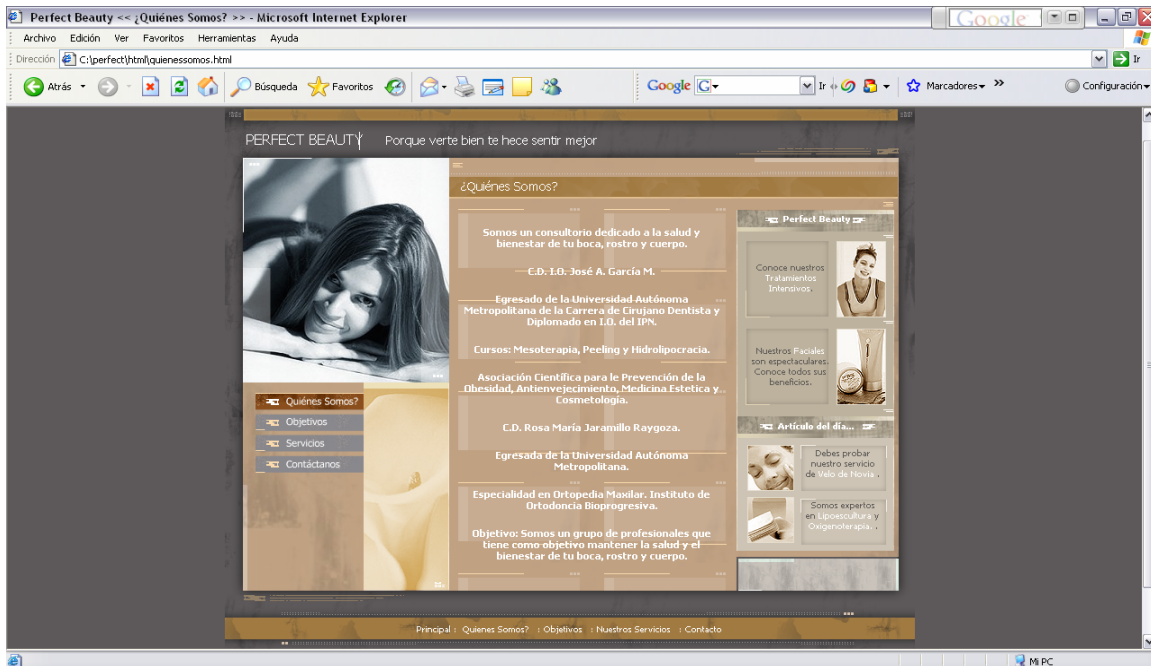 Perfect Beauty << ¿Quiénes Somos? >> - Microsoft Internet Explorer
Google
Archivo Edición Ver Favoritos Herramientas Ayuda
Dirección C:\perfect\html\quienessomos.html Ir
Atrás Búsqueda Favoritos Google G Ir Marcadores >> Configuración
PERFECT BEAUTY Porque verte bien te hece sentir mejor
¿Quiénes Somos?
Somos un consultorio dedicado a la salud y
bienestar de tu boca, rostro y cuerpo.
C.D. I.O. José A. García M.
Egresado de la Universidad Autónoma
Metropolitana de la Carrera de Cirujano Dentista y
Diplomado en I.O. del IPN.
Cursos: Mesoterapia, Peeling y Hidrolipocracia.
Asociación Científica para le Prevención de la
Obesidad, Antienvejecimiento, Medicina Estetica y
Cosmetología.
C.D. Rosa María Jaramillo Raygoza.
Egresada de la Universidad Autónoma
Metropolitana.
Especialidad en Ortopedia Maxilar. Instituto de
Ortodoncia Bioprogresiva.
Objetivo: Somos un grupo de profesionales que
tiene como objetivo mantener la salud y el
bienestar de tu boca, rostro y cuerpo.
Quiénes Somos?
Objetivos
Servicios
Contáctanos
Perfect Beauty
Conoce nuestros
Tratamientos
Intensivos.
Nuestros Faciales
son espectaculares.
Conoce todos sus
beneficios.
Artículo del día...
Debes probar
nuestro servicio
de Velo de Novia..
Somos expertos
en Lipoescultura y
Oxigenoterapia..
Principal : Quienes Somos? : Objetivos : Nuestros Servicios : Contacto
Mi PC